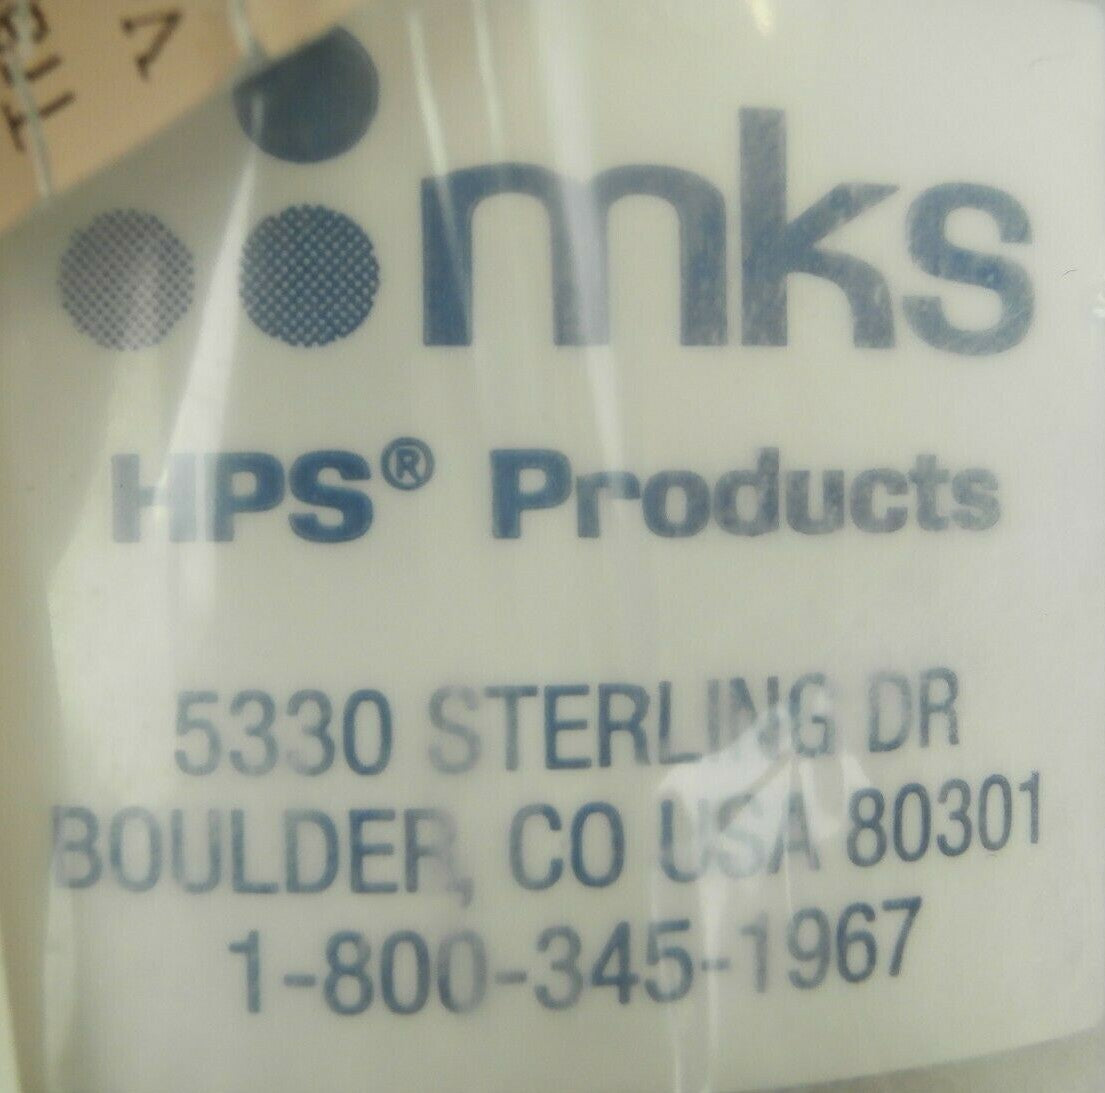 mks
HPS® Products
5330 STERLING DR
BOULDER, CO USA 80301
1-800-345-1967